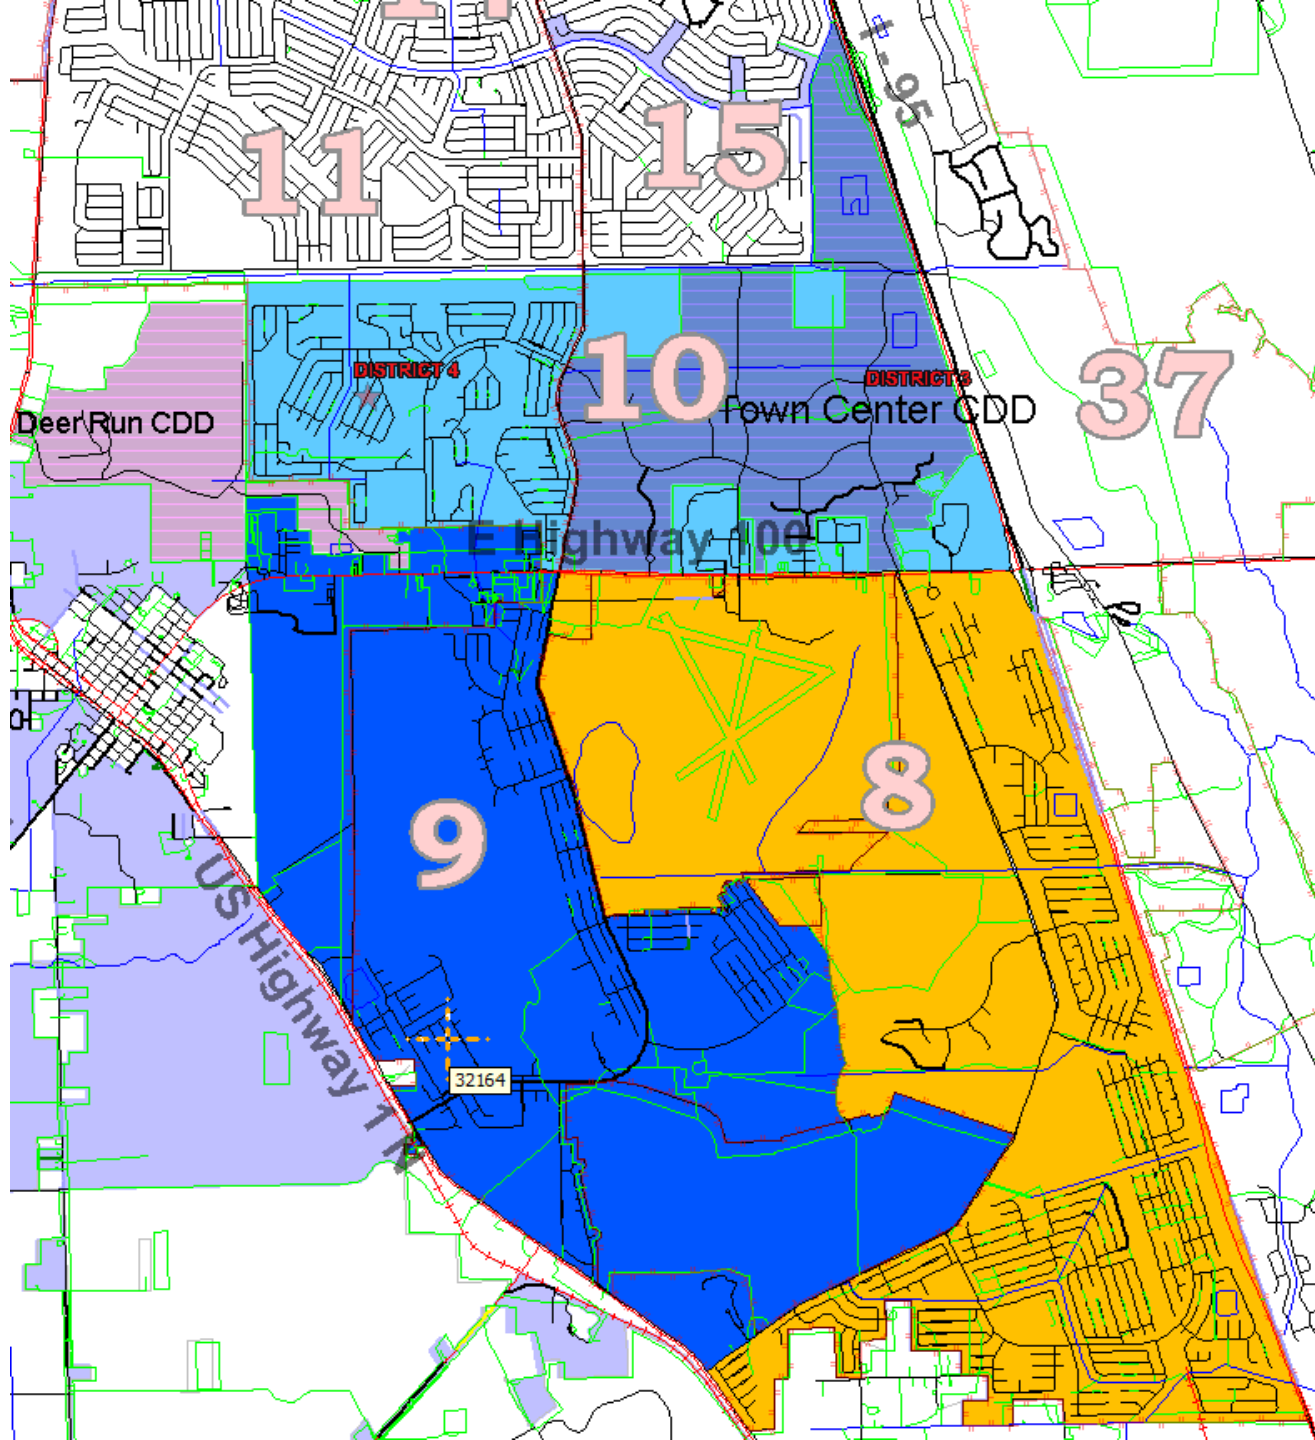 I - 95
15
11
DISTRICT 4
10
DISTRICT 3
37
Deer Run CDD
Town Center CDD
E Highway 100
8
9
US Highway 1 N
32164